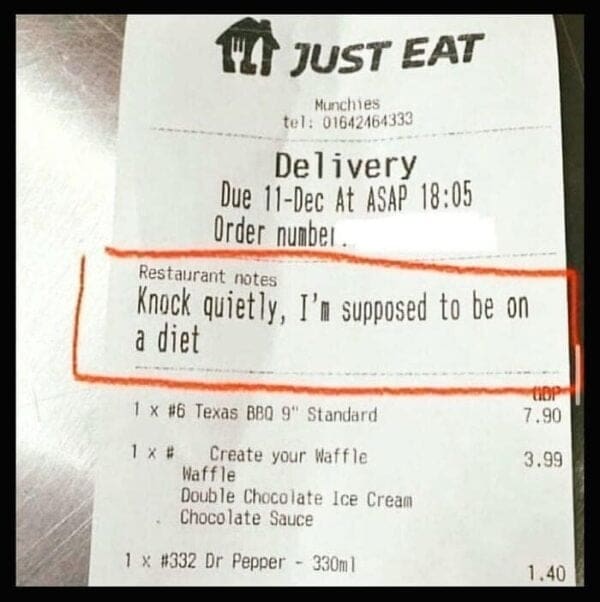 JUST EAT
Munchies
tel: 01642464333
Delivery
Due 11-Dec At ASAP 18:05
Order number.
Restaurant notes
Knock quietly, I'm supposed to be on
a diet
GBP
1 x #6 Texas BBQ 9" Standard 7.90
1 x # Create your Waffle 3.99
Waffle
Double Chocolate Ice Cream
Chocolate Sauce
1 x #332 Dr Pepper - 330ml 1.40